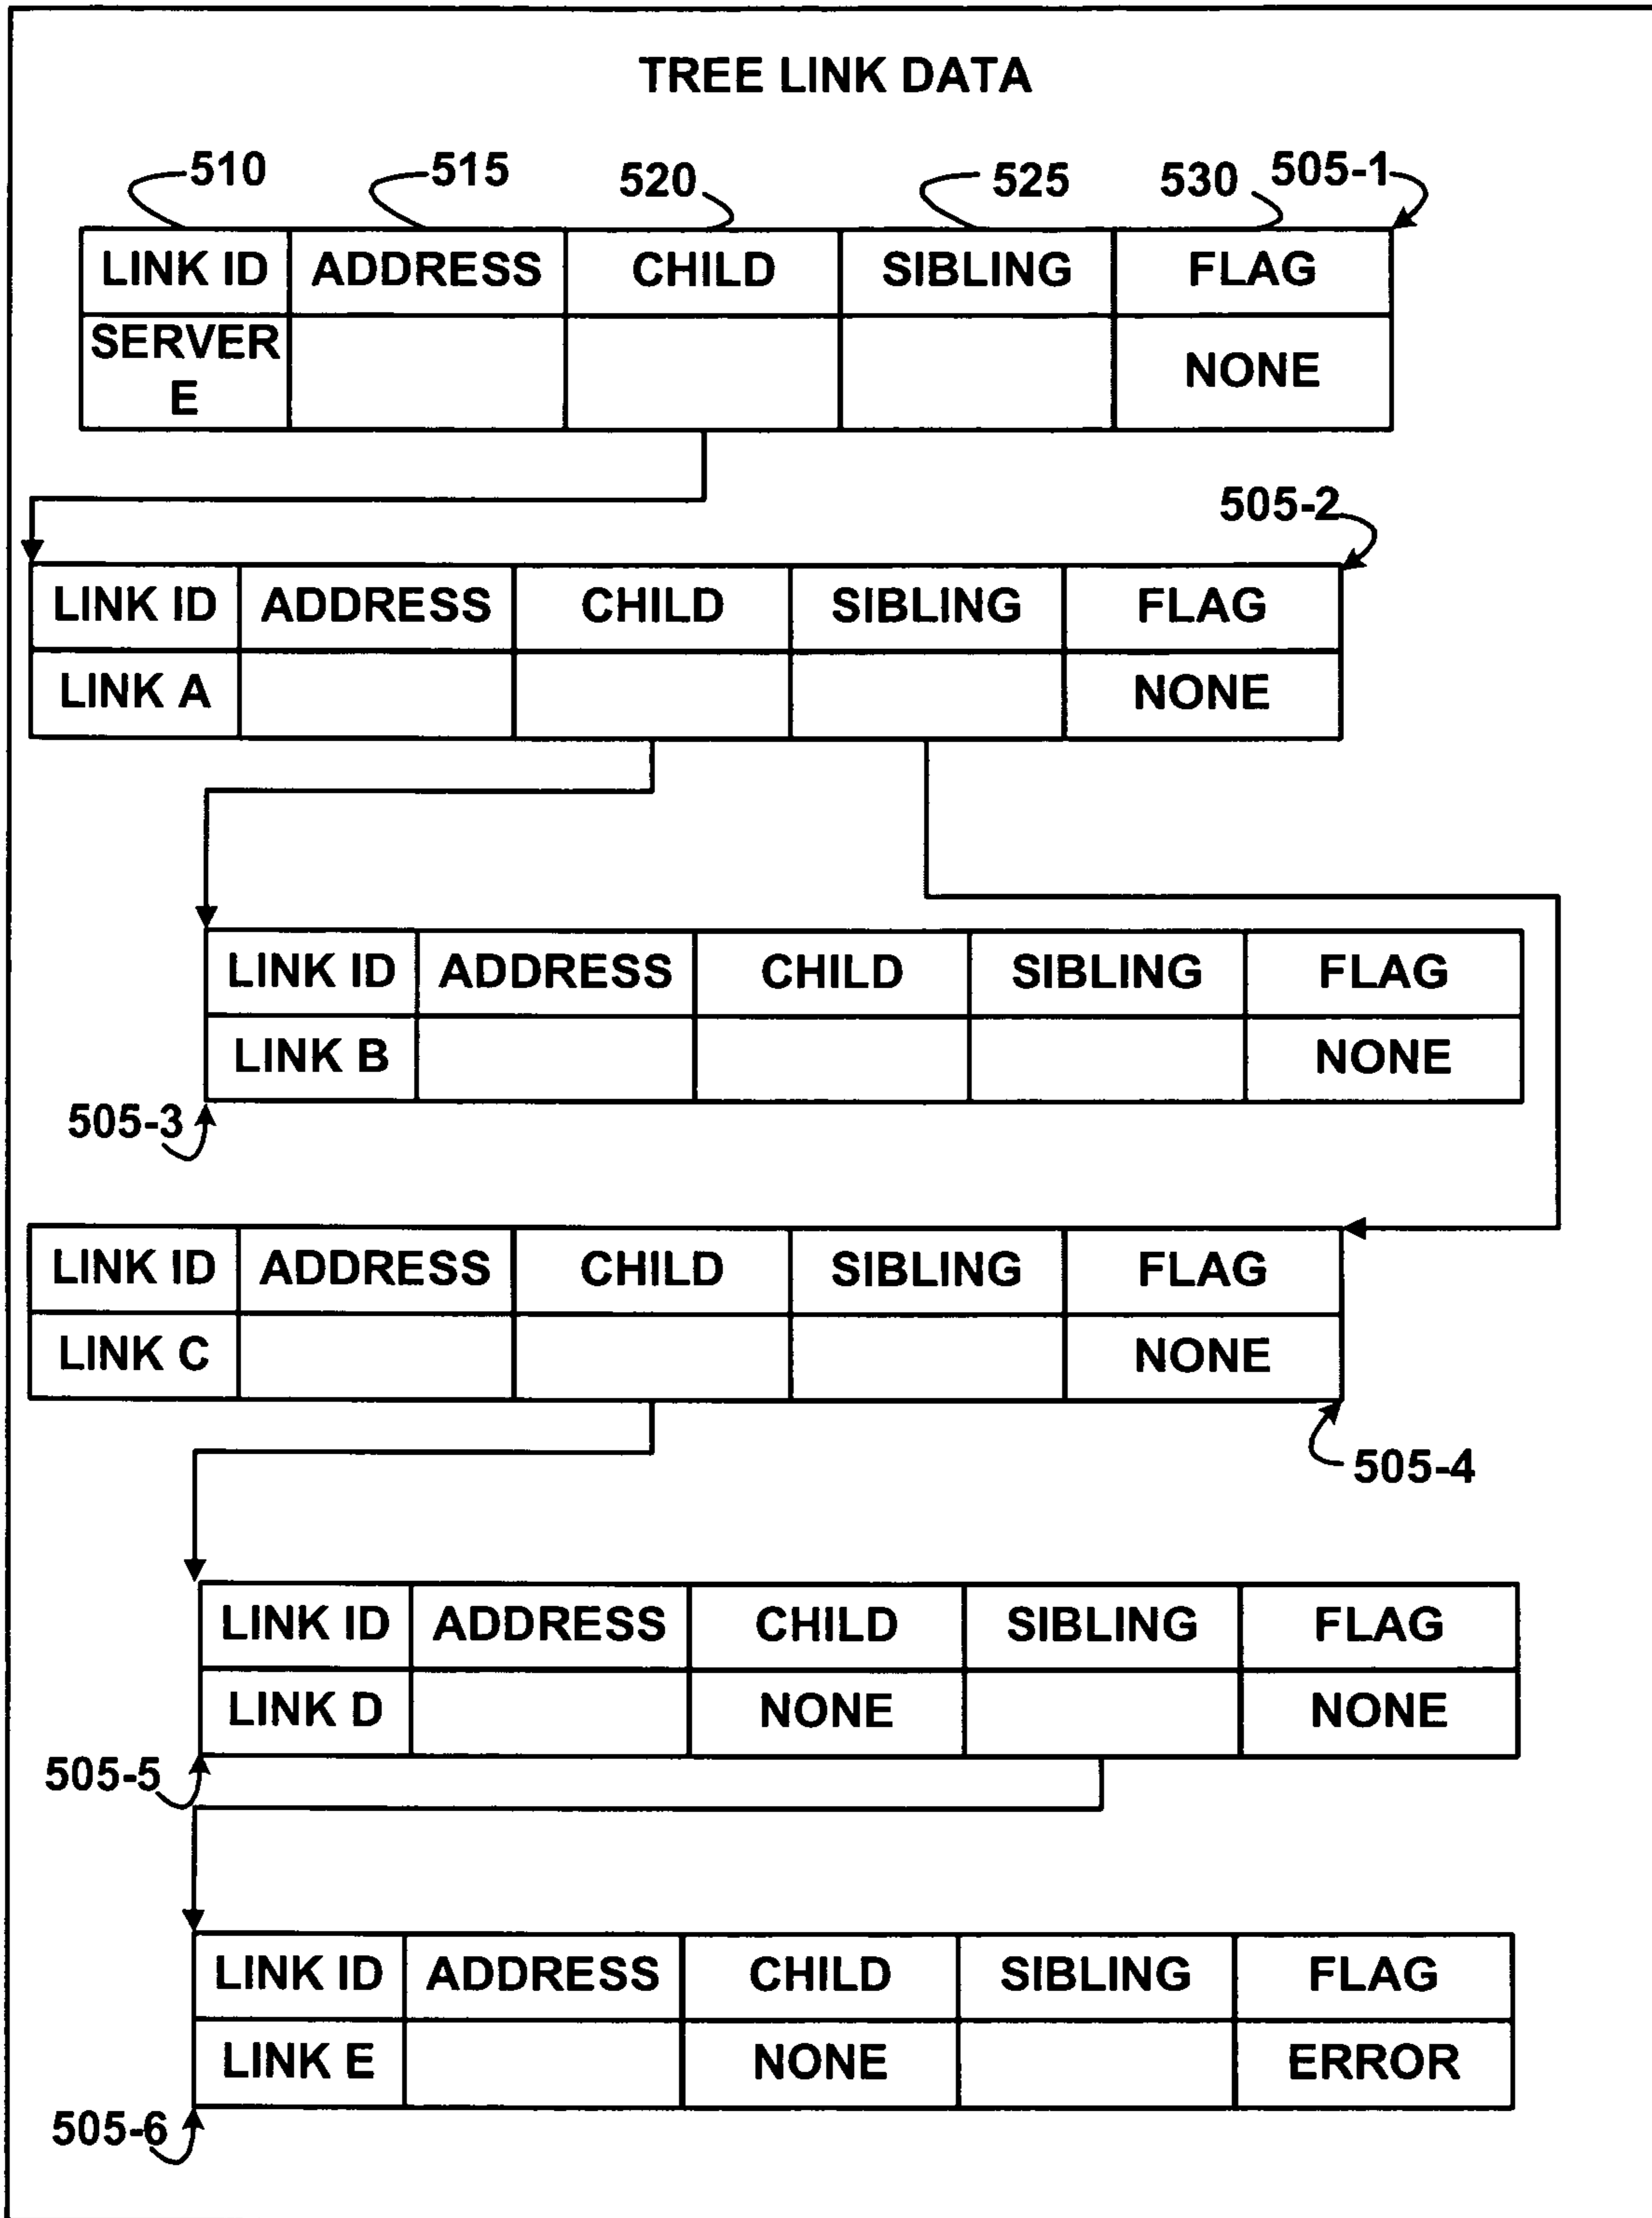 TREE LINK DATA
510 515 520 525 530 505-1
LINK ID ADDRESS CHILD SIBLING FLAG
SERVER
E
NONE
505-2
LINK ID ADDRESS CHILD SIBLING FLAG
LINK A NONE
LINK ID ADDRESS CHILD SIBLING FLAG
LINK B NONE
505-3
LINK ID ADDRESS CHILD SIBLING FLAG
LINK C NONE
505-4
LINK ID ADDRESS CHILD SIBLING FLAG
LINK D NONE NONE
505-5
LINK ID ADDRESS CHILD SIBLING FLAG
LINK E NONE ERROR
505-6